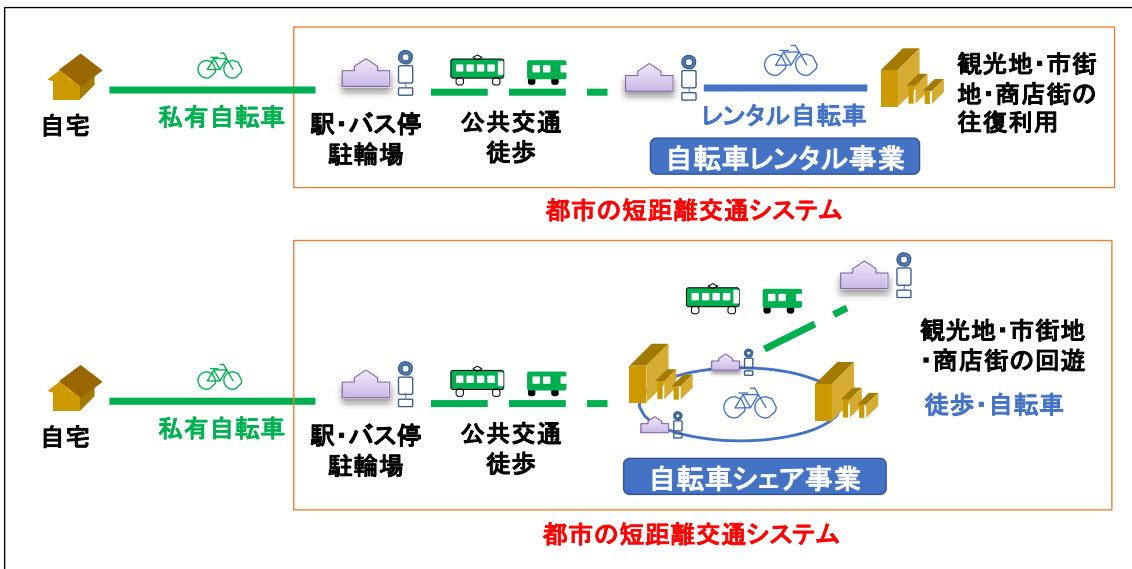 自宅
私有自転車
駅・バス停
駐輪場
公共交通
徒歩
レンタル自転車
自転車レンタル事業
観光地・市街
地・商店街の
往復利用
都市の短距離交通システム
自宅
私有自転車
駅・バス停
駐輪場
公共交通
徒歩
自転車シェア事業
観光地・市街地
・商店街の回遊
徒歩・自転車
都市の短距離交通システム